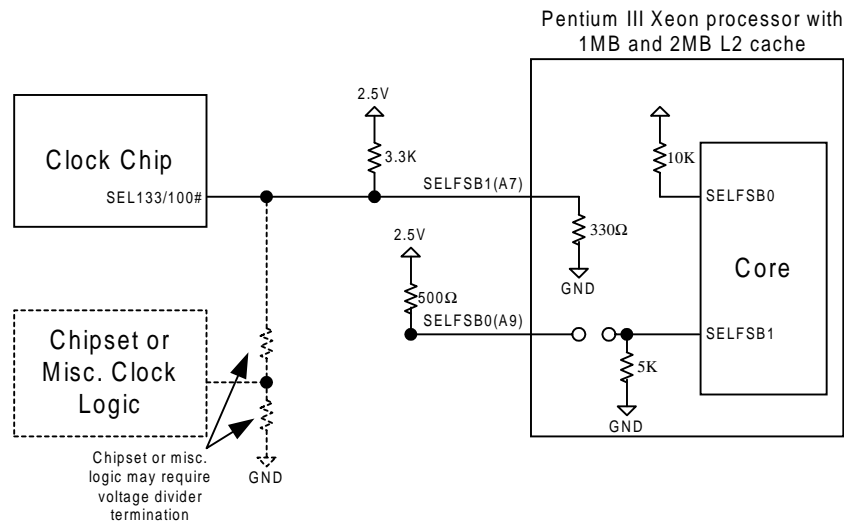 Pentium III Xeon processor with
1MB and 2MB L2 cache
2.5V
Clock Chip
3.3K
10K
SEL133/100#
SELFSB1(A7)
SELFSB0
330Ω
2.5V
Core
GND
500Ω
SELFSB0(A9)
SELFSB1
Chipset or
Misc. Clock
Logic
5K
GND
Chipset or misc.
logic may require
voltage divider
termination
GND